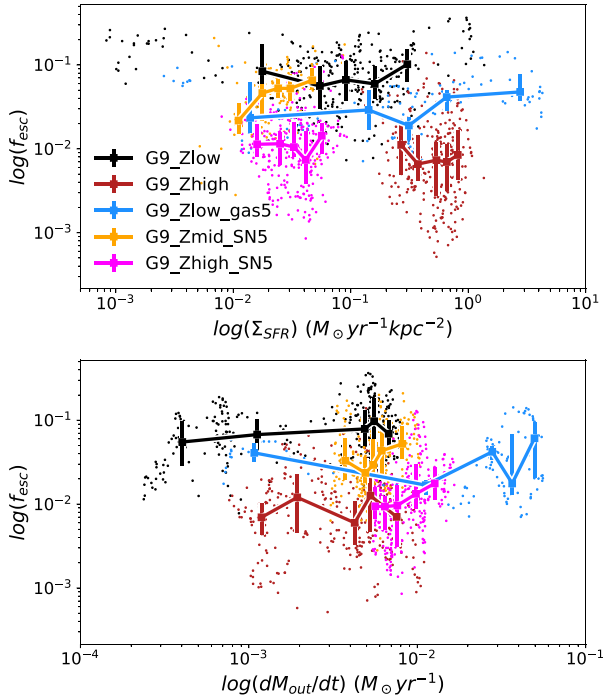 10⁻¹
10⁻²
10⁻³
log(f_esc)
G9_Zlow
G9_Zhigh
G9_Zlow_gas5
G9_Zmid_SN5
G9_Zhigh_SN5
10⁻³ 10⁻² 10⁻¹ 10⁰ 10¹
log(Σ_SFR) (M_⊙yr⁻¹kpc⁻²)
10⁻¹
10⁻²
10⁻³
log(f_esc)
10⁻⁴ 10⁻³ 10⁻² 10⁻¹
log(dM_out/dt) (M_⊙yr⁻¹)